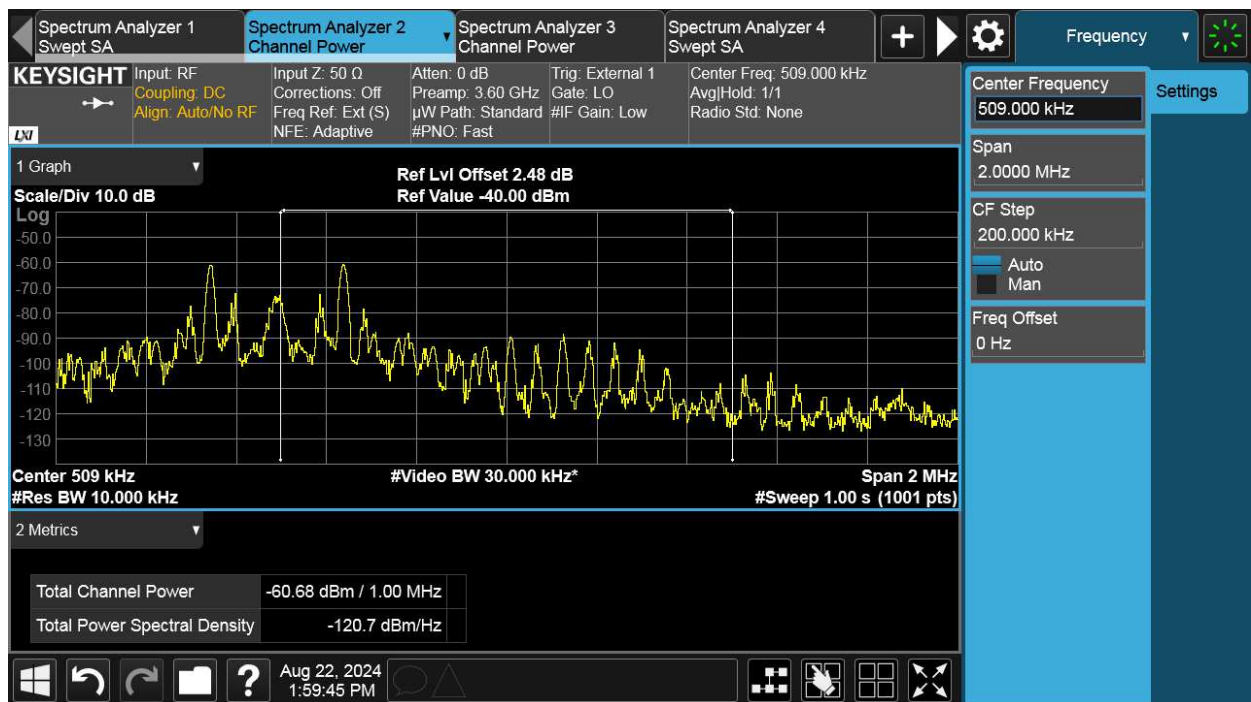 Spectrum Analyzer 1
Swept SA
Spectrum Analyzer 2
Channel Power
Spectrum Analyzer 3
Channel Power
Spectrum Analyzer 4
Swept SA
Frequency
KEYSIGHT
LXI
Input: RF
Coupling: DC
Align: Auto/No RF
Input Z: 50 Ω
Corrections: Off
Freq Ref: Ext (S)
NFE: Adaptive
Atten: 0 dB
Preamp: 3.60 GHz
µW Path: Standard
#PNO: Fast
Trig: External 1
Gate: LO
#IF Gain: Low
Center Freq: 509.000 kHz
Avg|Hold: 1/1
Radio Std: None
Center Frequency
509.000 kHz
Settings
Span
2.0000 MHz
CF Step
200.000 kHz
Auto
Man
Freq Offset
0 Hz
1 Graph
Scale/Div 10.0 dB
Ref Lvl Offset 2.48 dB
Ref Value -40.00 dBm
Log
-50.0
-60.0
-70.0
-80.0
-90.0
-100
-110
-120
-130
Center 509 kHz
#Video BW 30.000 kHz*
Span 2 MHz
#Res BW 10.000 kHz
#Sweep 1.00 s (1001 pts)
2 Metrics
Total Channel Power -60.68 dBm / 1.00 MHz
Total Power Spectral Density -120.7 dBm/Hz
?
Aug 22, 2024
1:59:45 PM